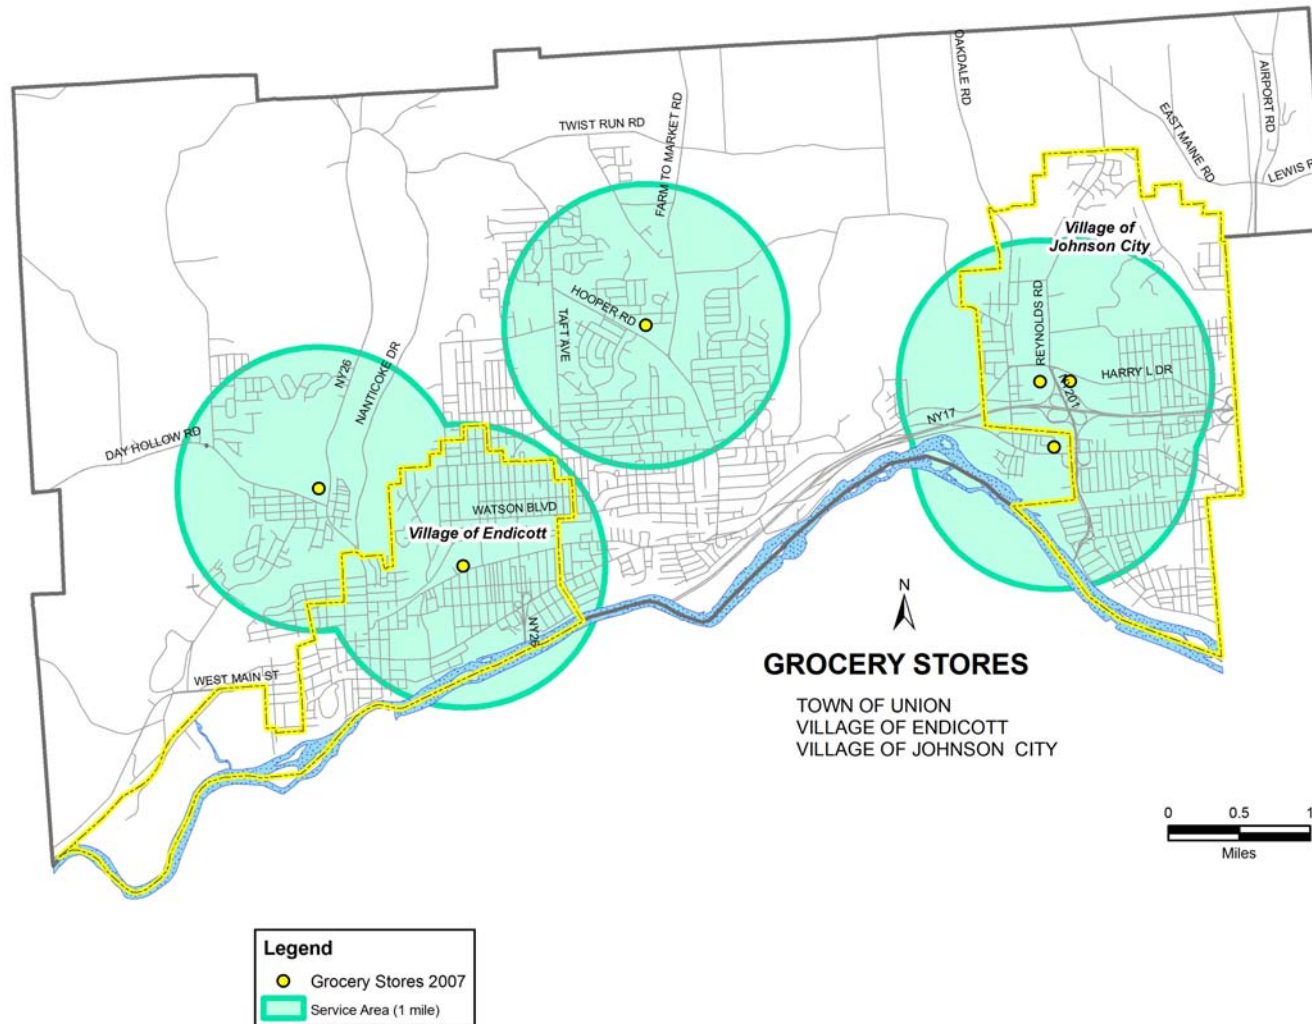 OAKDALE RD
AIRPORT RD
EAST MAINE RD
LEWIS R
TWIST RUN RD
FARM TO MARKET RD
Village of
Johnson City
HOOPER RD
TAFT AVE
REYNOLDS RD
HARRY L DR
NY201
NY17
NY26
NANTICOKE DR
DAY HOLLOW RD
WATSON BLVD
Village of Endicott
NY26
WEST MAIN ST
N
GROCERY STORES
TOWN OF UNION
VILLAGE OF ENDICOTT
VILLAGE OF JOHNSON CITY
0 0.5 1
Miles
Legend
Grocery Stores 2007
Service Area (1 mile)